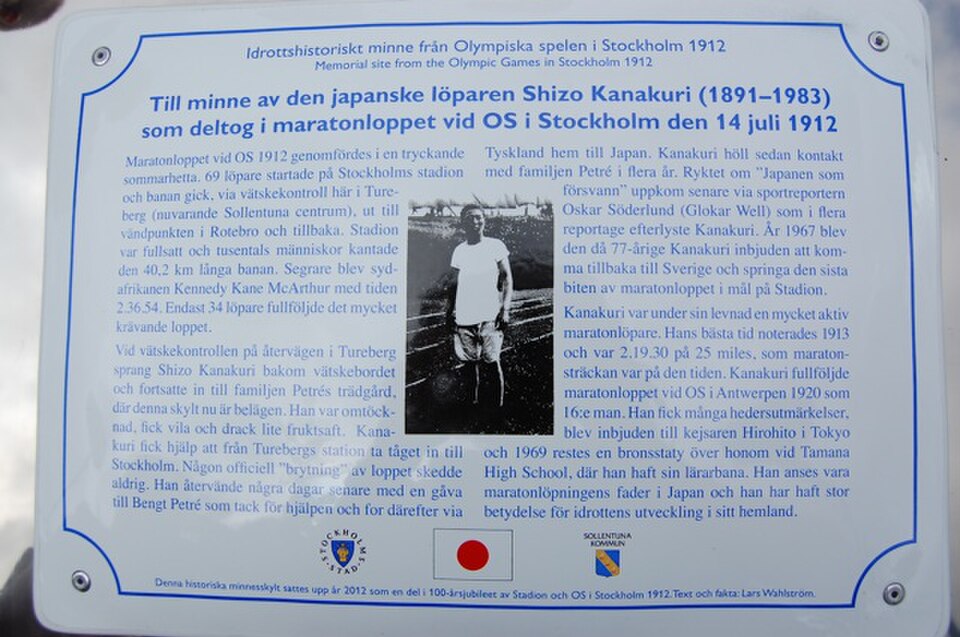 Idrottshistoriskt minne från Olympiska spelen i Stockholm 1912
Memorial site from the Olympic Games in Stockholm 1912
Till minne av den japanske löparen Shizo Kanakuri (1891–1983)
som deltog i maratonloppet vid OS i Stockholm den 14 juli 1912
Maratonloppet vid OS 1912 genomfördes i en tryckande
sommarhetta. 69 löpare startade på Stockholms stadion
och banan gick, via vätskekontroll här i Ture-
berg (nuvarande Sollentuna centrum), ut till
vändpunkten i Rotebro och tillbaka. Stadion
var fullsatt och tusentals människor kantade
den 40,2 km långa banan. Segrare blev syd-
afrikanen Kennedy Kane McArthur med tiden
2.36.54. Endast 34 löpare fullföljde det mycket
krävande loppet.
Vid vätskekontrollen på återvägen i Tureberg
sprang Shizo Kanakuri bakom vätskebordet
och fortsatte in till familjen Petrés trädgård,
där denna skylt nu är belägen. Han var omtöck-
nad, fick vila och drack lite fruktsaft. Kana-
kuri fick hjälp att från Turebergs station ta tåget in till
Stockholm. Någon officiell "brytning" av loppet skedde
aldrig. Han återvände några dagar senare med en gåva
till Bengt Petré som tack för hjälpen och for därefter via
Tyskland hem till Japan. Kanakuri höll sedan kontakt
med familjen Petré i flera år. Ryktet om "Japanen som
försvann" uppkom senare via sportreportern
Oskar Söderlund (Glokar Well) som i flera
reportage efterlyste Kanakuri. År 1967 blev
den då 77-årige Kanakuri inbjuden att kom-
ma tillbaka till Sverige och springa den sista
biten av maratonloppet i mål på Stadion.
Kanakuri var under sin levnad en mycket aktiv
maratonlöpare. Hans bästa tid noterades 1913
och var 2.19.30 på 25 miles, som maraton-
sträckan var på den tiden. Kanakuri fullföljde
maratonloppet vid OS i Antwerpen 1920 som
16:e man. Han fick många hedersutmärkelser,
blev inbjuden till kejsaren Hirohito i Tokyo
och 1969 restes en bronsstaty över honom vid Tamana
High School, där han haft sin lärarbana. Han anses vara
maratonlöpningens fader i Japan och han har haft stor
betydelse för idrottens utveckling i sitt hemland.
STOCKHOLMS STAD
SOLLENTUNA
KOMMUN
Denna historiska minnesskylt sattes upp år 2012 som en del i 100-årsjubileet av Stadion och OS i Stockholm 1912. Text och fakta: Lars Wahlström.